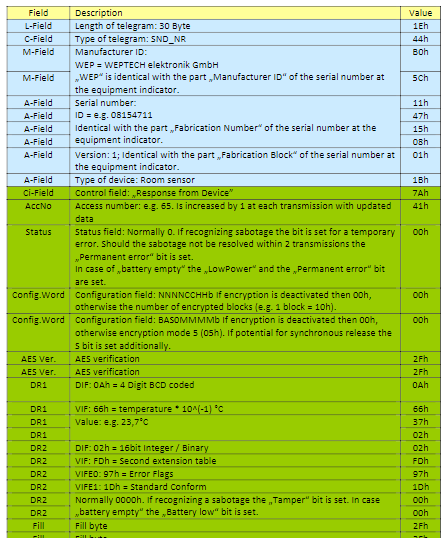 Field Description Value
L-Field Length of telegram: 30 Byte 1Eh
C-Field Type of telegram: SND_NR 44h
M-Field Manufacturer ID: B0h
WEP = WEPTECH elektronik GmbH
M-Field „WEP“ is identical with the part „Manufacturer ID“ of the serial number at 5Ch
the equipment indicator.
A-Field Serial number: 11h
A-Field ID = e.g. 08154711 47h
A-Field Identical with the part „Fabrication Number“ of the serial number at the 15h
A-Field equipment indicator. 08h
A-Field Version: 1; Identical with the part „Fabrication Block“ of the serial number at 01h
the equipment indicator.
A-Field Type of device: Room sensor 1Bh
Ci-Field Control field: „Response from Device“ 7Ah
AccNo Access number: e.g. 65. Is increased by 1 at each transmission with updated 41h
data
Status Status field: Normally 0. If recognizing sabotage the bit is set for a temporary 00h
error. Should the sabotage not be resolved within 2 transmissions the
„Permanent error“ bit is set.
In case of „battery empty“ the „LowPower“ and the „Permanent error“ bit
are set.
Config.Word Configuration field: NNNNCCHHb If encryption is deactivated then 00h, 00h
otherwise the number of encrypted blocks (e.g. 1 block = 10h).
Config.Word Configuration field: BAS0MMMMb If encryption is deactivated then 00h, 00h
otherwise encryption mode 5 (05h). If potential for synchronous release the
S bit is set additionally.
AES Ver. AES verification 2Fh
AES Ver. AES verification 2Fh
DR1 DIF: 0Ah = 4 Digit BCD coded 0Ah
DR1 VIF: 66h = temperature * 10^(-1) °C 66h
DR1 Value: e.g. 23,7°C 37h
DR1 02h
DR2 DIF: 02h = 16bit Integer / Binary 02h
DR2 VIF: FDh = Second extension table FDh
DR2 VIFE0: 97h = Error Flags 97h
DR2 VIFE1: 1Dh = Standard Conform 1Dh
DR2 Normally 0000h. If recognizing a sabotage the „Tamper“ bit is set. In case 00h
DR2 „battery empty“ the „Battery low“ bit is set. 00h
Fill Fill byte 2Fh
Fill Fill byte 2Fh